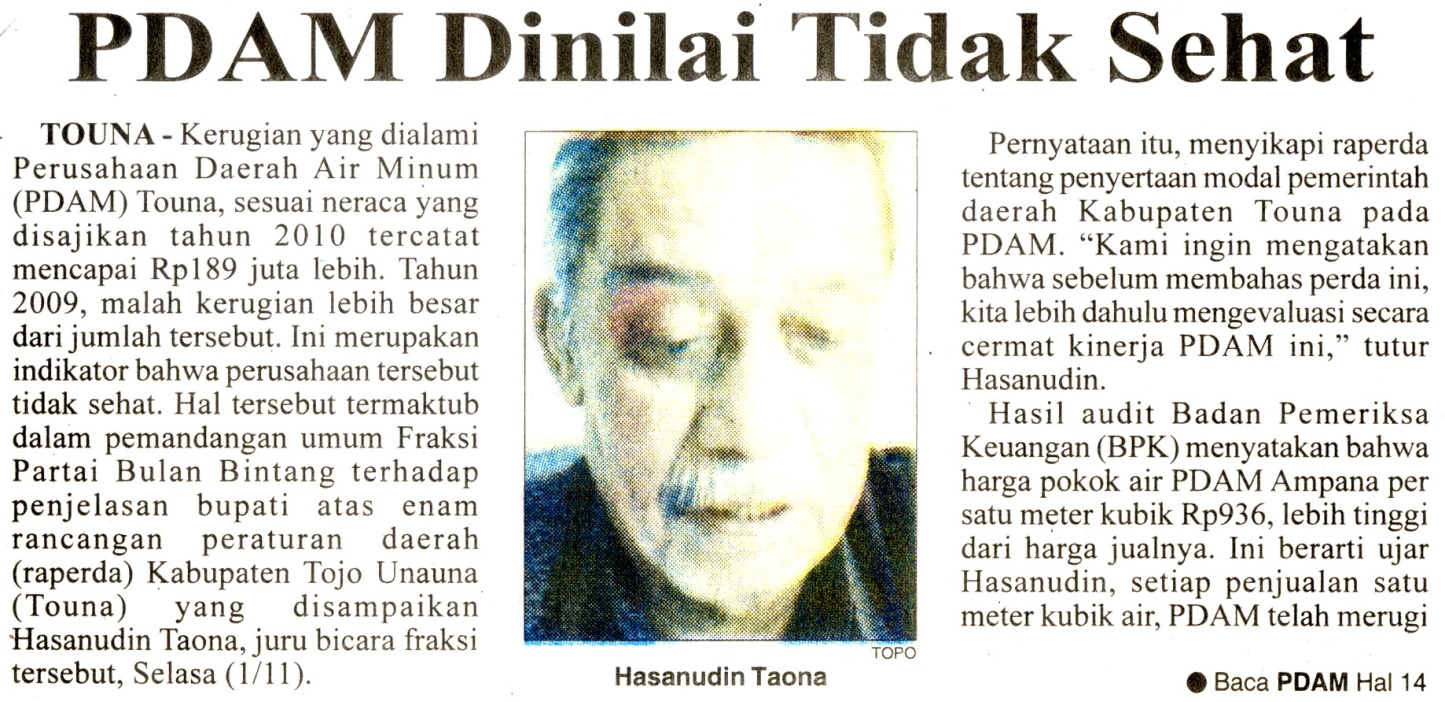 PDAM Dinilai Tidak Sehat
TOUNA - Kerugian yang dialami
Perusahaan Daerah Air Minum
(PDAM) Touna, sesuai neraca yang
disajikan tahun 2010 tercatat
mencapai Rp189 juta lebih. Tahun
2009, malah kerugian lebih besar
dari jumlah tersebut. Ini merupakan
indikator bahwa perusahaan tersebut
tidak sehat. Hal tersebut termaktub
dalam pemandangan umum Fraksi
Partai Bulan Bintang terhadap
penjelasan bupati atas enam
rancangan peraturan daerah
(raperda) Kabupaten Tojo Unauna
(Touna) yang disampaikan
Hasanudin Taona, juru bicara fraksi
tersebut, Selasa (1/11).
TOPO
Hasanudin Taona
Pernyataan itu, menyikapi raperda
tentang penyertaan modal pemerintah
daerah Kabupaten Touna pada
PDAM. “Kami ingin mengatakan
bahwa sebelum membahas perda ini,
kita lebih dahulu mengevaluasi secara
cermat kinerja PDAM ini,” tutur
Hasanudin.
Hasil audit Badan Pemeriksa
Keuangan (BPK) menyatakan bahwa
harga pokok air PDAM Ampana per
satu meter kubik Rp936, lebih tinggi
dari harga jualnya. Ini berarti ujar
Hasanudin, setiap penjualan satu
meter kubik air, PDAM telah merugi
● Baca PDAM Hal 14